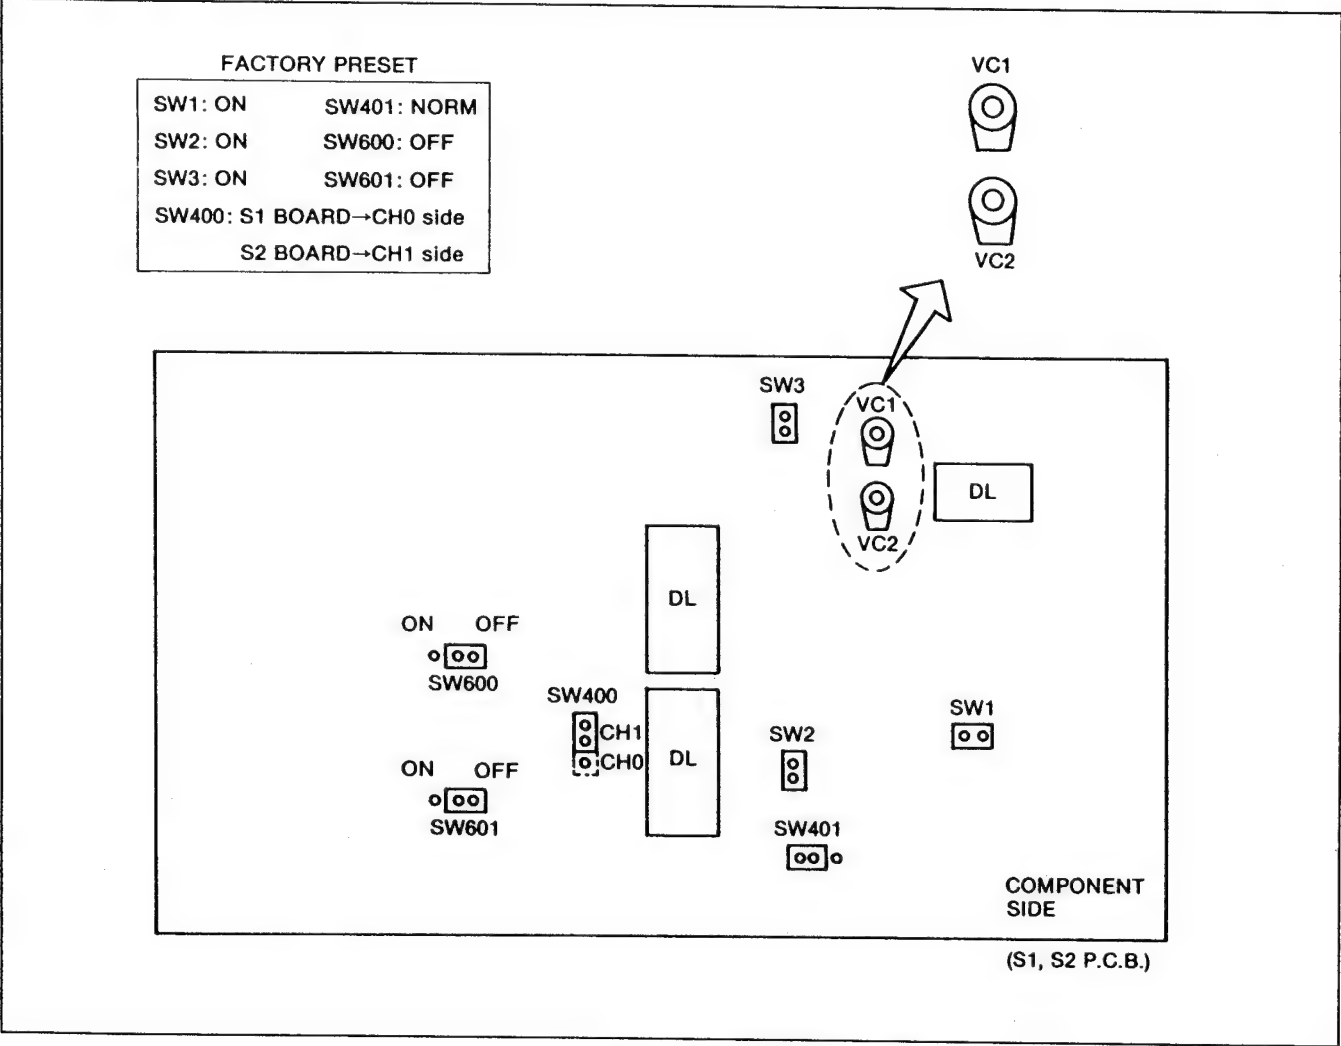 FACTORY PRESET
SW1: ON SW401: NORM
SW2: ON SW600: OFF
SW3: ON SW601: OFF
SW400: S1 BOARD→CH0 side
S2 BOARD→CH1 side
VC1
VC2
SW3
VC1
DL
VC2
DL
ON OFF
SW600
SW400
CH1
CH0
DL
SW2
SW1
ON OFF
SW601
SW401
COMPONENT
SIDE
(S1, S2 P.C.B.)